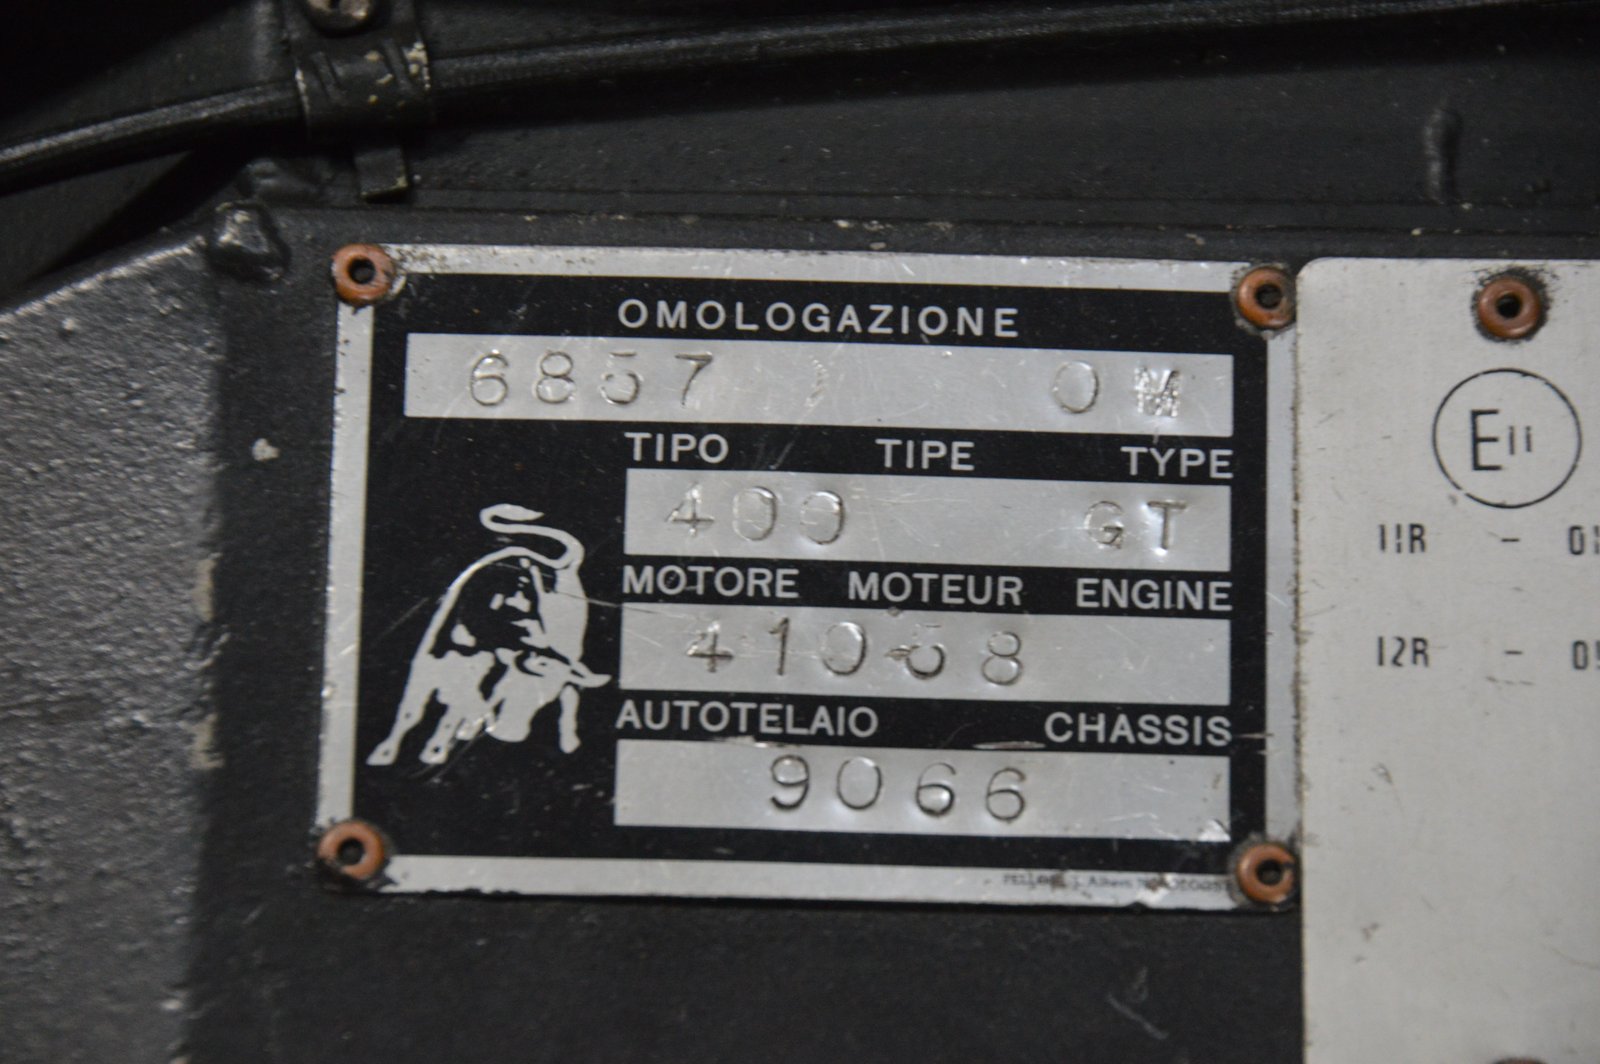 OMOLOGAZIONE
6857 OM
TIPO TIPE TYPE
400 GT
MOTORE MOTEUR ENGINE
41068
AUTOTELAIO CHASSIS
9066
E11
11R -
12R -